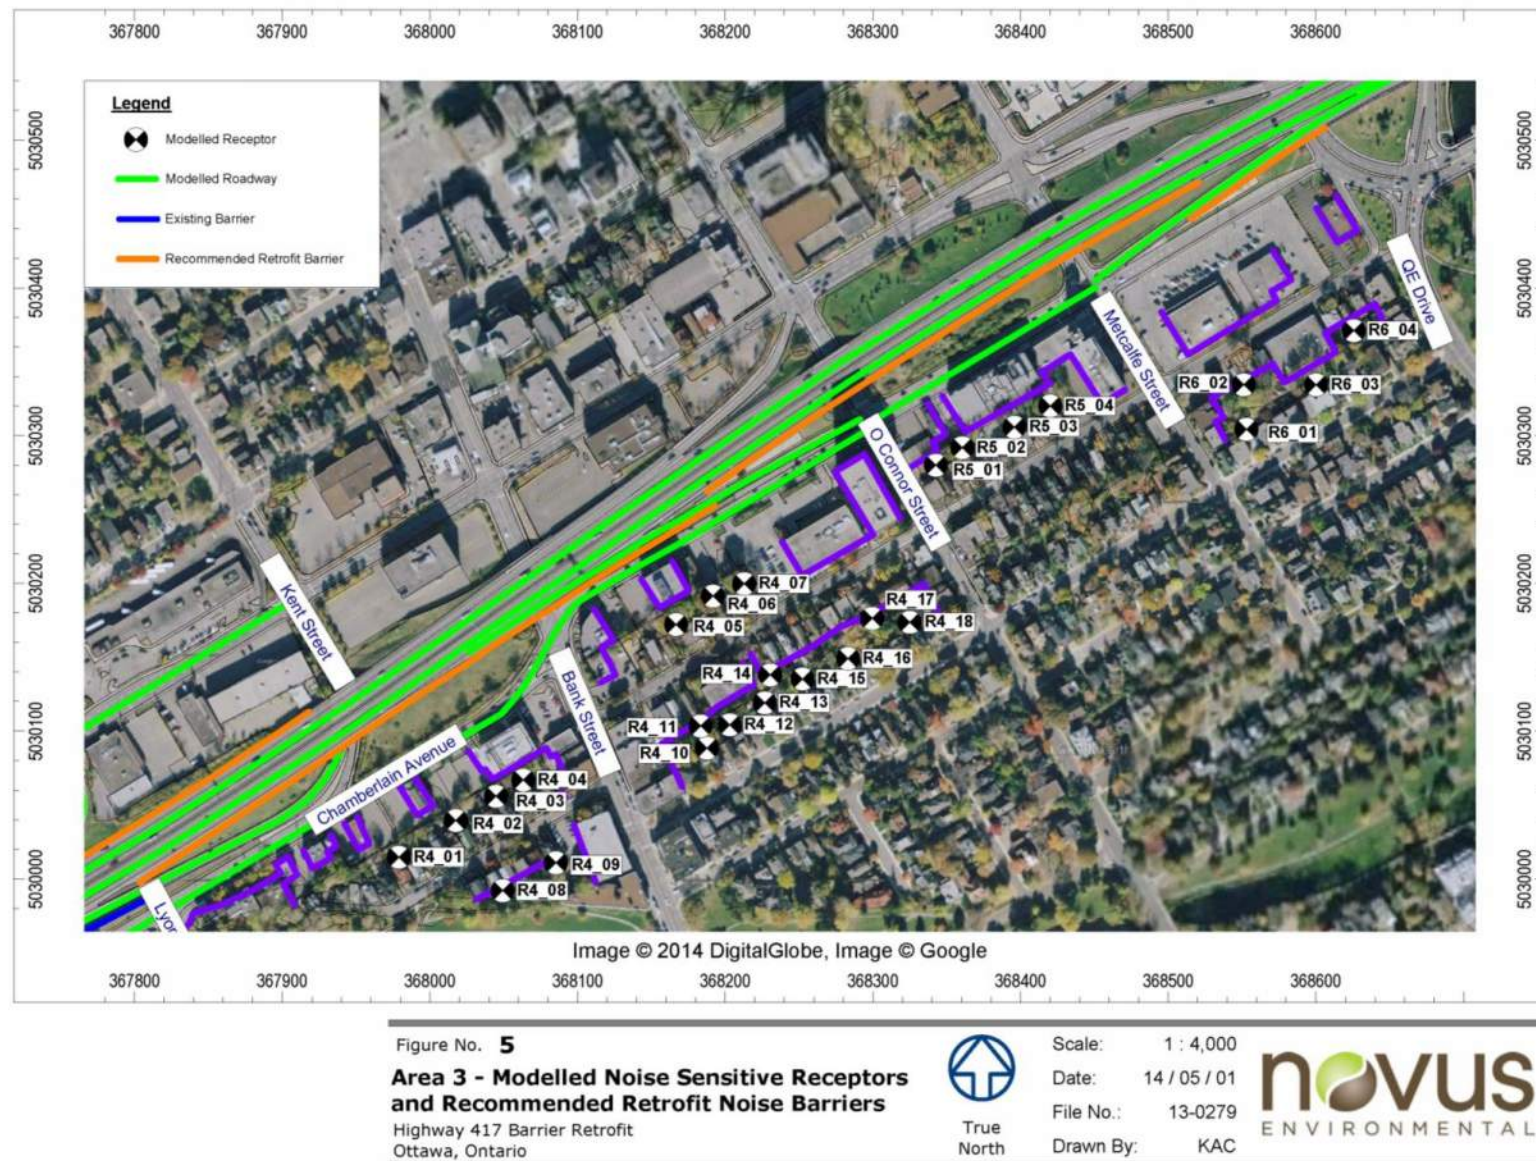 367800 367900 368000 368100 368200 368300 368400 368500 368600
5030500
5030400
5030300
5030200
5030100
5030000
5030500
5030400
5030300
5030200
5030100
5030000
Legend
Modelled Receptor
Modelled Roadway
Existing Barrier
Recommended Retrofit Barrier
QE Drive
Metcalfe Street
O Connor Street
Kent Street
Bank Street
Chamberlain Avenue
R6_04
R6_02
R6_03
R6_01
R5_04
R5_03
R5_02
R5_01
R4_07
R4_06
R4_05
R4_17
R4_18
R4_16
R4_14
R4_15
R4_13
R4_11
R4_12
R4_10
R4_04
R4_03
R4_02
R4_01
R4_09
R4_08
Image © 2014 DigitalGlobe, Image © Google
367800 367900 368000 368100 368200 368300 368400 368500 368600
Figure No. 5
Area 3 - Modelled Noise Sensitive Receptors
and Recommended Retrofit Noise Barriers
Highway 417 Barrier Retrofit
Ottawa, Ontario
True
North
Scale: 1 : 4,000
Date: 14 / 05 / 01
File No.: 13-0279
Drawn By: KAC
novus
ENVIRONMENTAL